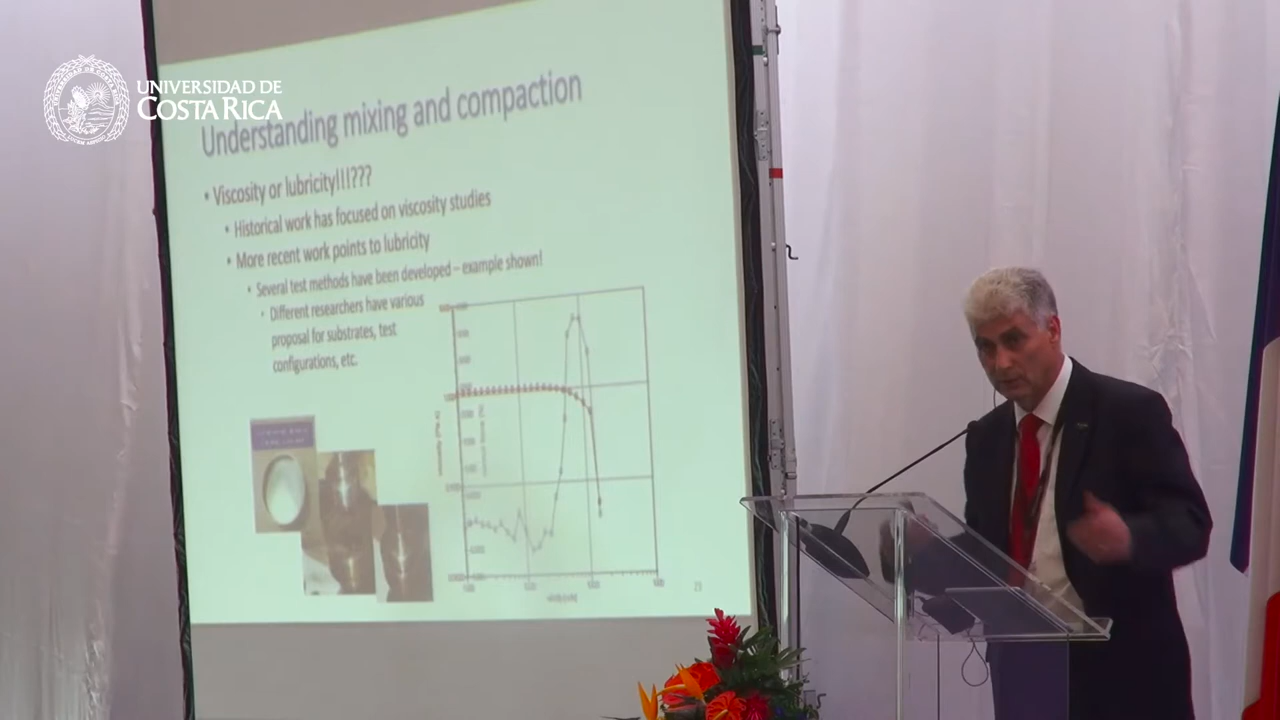 UNIVERSIDAD DE
COSTA RICA
Understanding mixing and compaction
• Viscosity or lubricity!!!???
• Historical work has focused on viscosity studies
• More recent work points to lubricity
• Several test methods have been developed – example shown!
• Different researchers have various
proposal for substrates, test
configurations, etc.